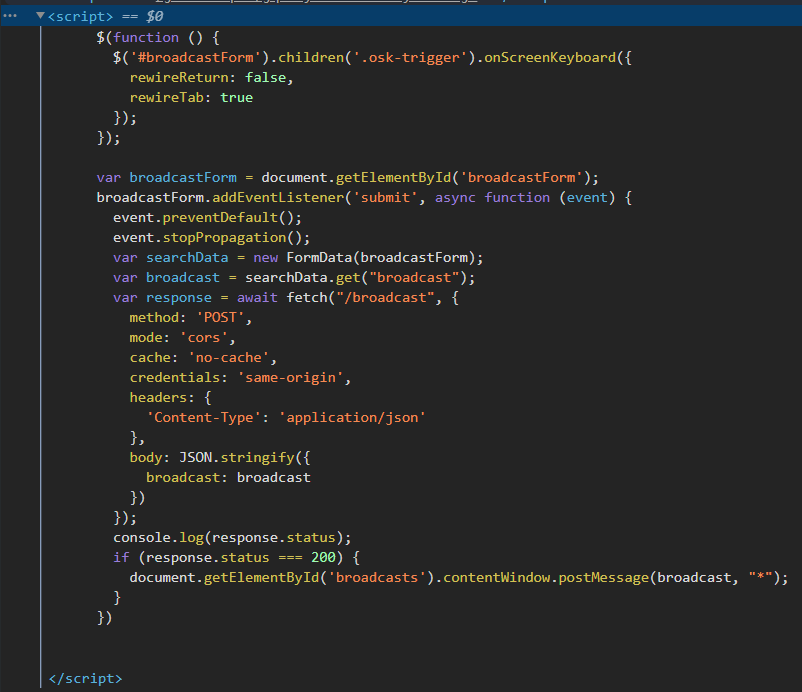 <script> == $0
$(function () {
$('#broadcastForm').children('.osk-trigger').onScreenKeyboard({
rewireReturn: false,
rewireTab: true
});
});
var broadcastForm = document.getElementById('broadcastForm');
broadcastForm.addEventListener('submit', async function (event) {
event.preventDefault();
event.stopPropagation();
var searchData = new FormData(broadcastForm);
var broadcast = searchData.get("broadcast");
var response = await fetch("/broadcast", {
method: 'POST',
mode: 'cors',
cache: 'no-cache',
credentials: 'same-origin',
headers: {
'Content-Type': 'application/json'
},
body: JSON.stringify({
broadcast: broadcast
})
});
console.log(response.status);
if (response.status === 200) {
document.getElementById('broadcasts').contentWindow.postMessage(broadcast, "*");
}
})
</script>